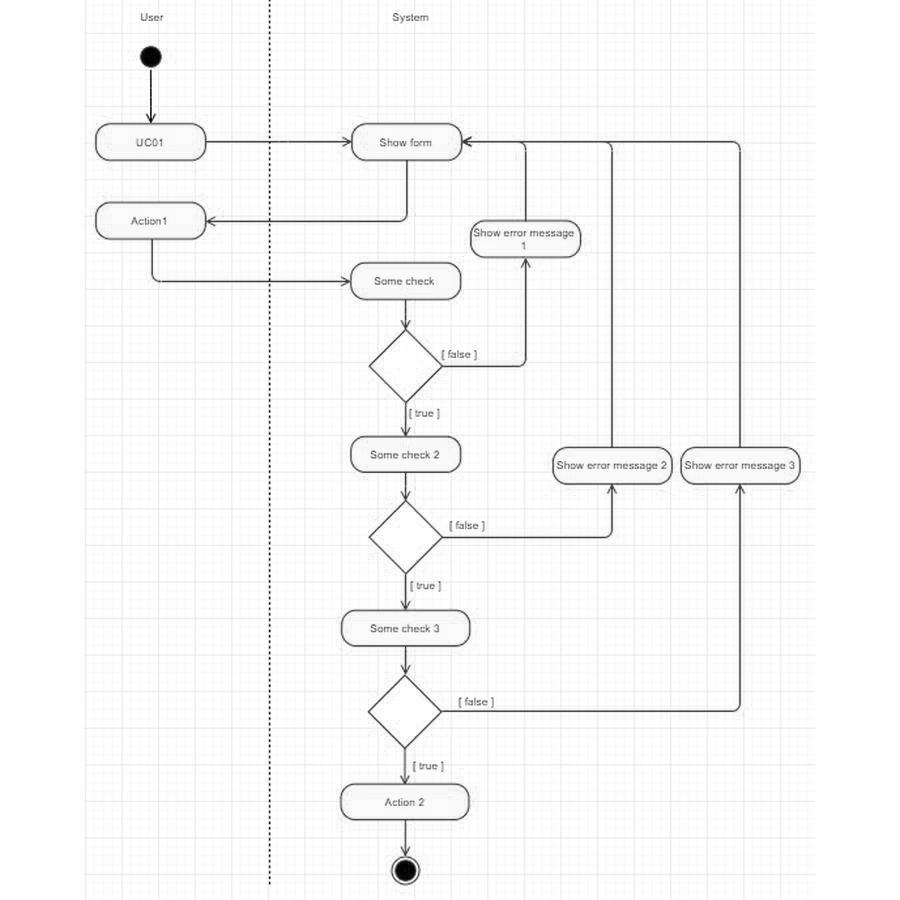 User
System
UC01
Show form
Action1
Show error message
1
Some check
[ false ]
[ true ]
Some check 2
Show error message 2
Show error message 3
[ false ]
[ true ]
Some check 3
[ false ]
[ true ]
Action 2